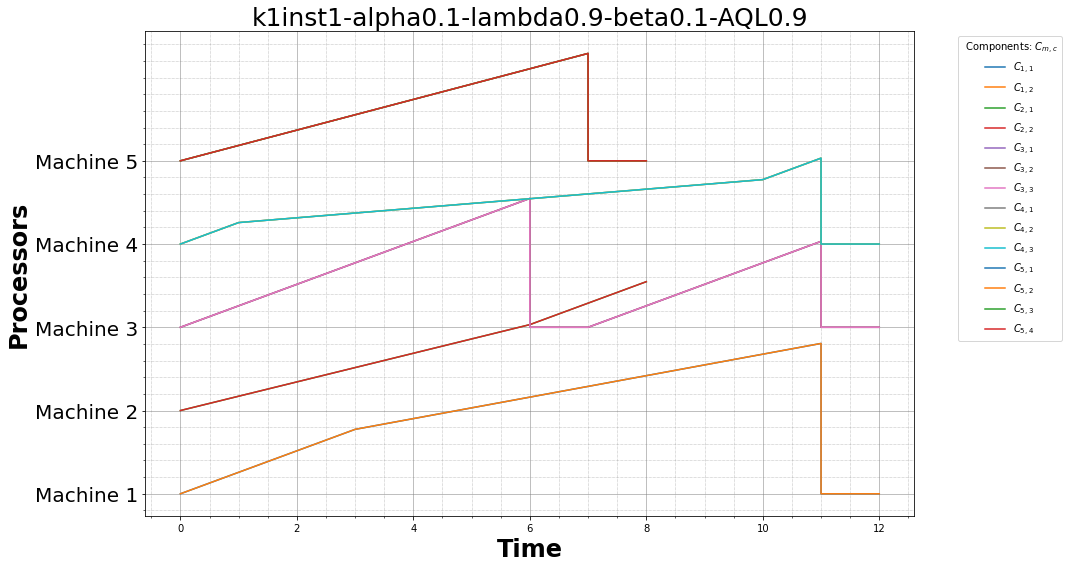 k1inst1-alpha0.1-lambda0.9-beta0.1-AQL0.9
Components: C_{m, c}
C_{1, 1}
C_{1, 2}
C_{2, 1}
C_{2, 2}
C_{3, 1}
C_{3, 2}
C_{3, 3}
C_{4, 1}
C_{4, 2}
C_{4, 3}
C_{5, 1}
C_{5, 2}
C_{5, 3}
C_{5, 4}
Processors
Machine 5
Machine 4
Machine 3
Machine 2
Machine 1
0 2 4 6 8 10 12
Time